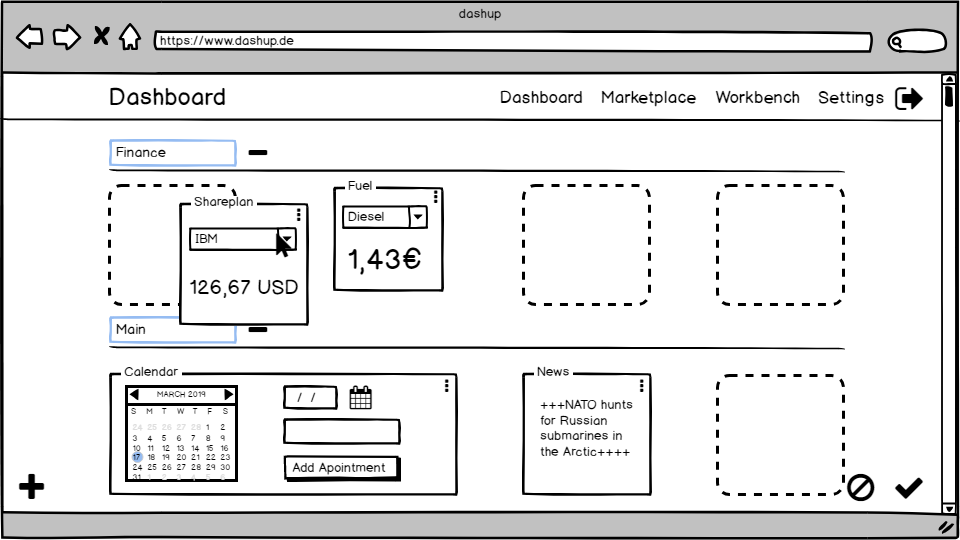 dashup
https://www.dashup.de
Dashboard
Dashboard Marketplace Workbench Settings
Finance
Shareplan
IBM
126,67 USD
Fuel
Diesel
1,43€
Main
Calendar
MARCH 2019
S M T W T F S
24 25 26 27 28 1 2
3 4 5 6 7 8 9
10 11 12 13 14 15 16
17 18 19 20 21 22 23
24 25 26 27 28 29 30
31
/ /
Add Apointment
News
+++NATO hunts
for Russian
submarines in
the Arctic++++